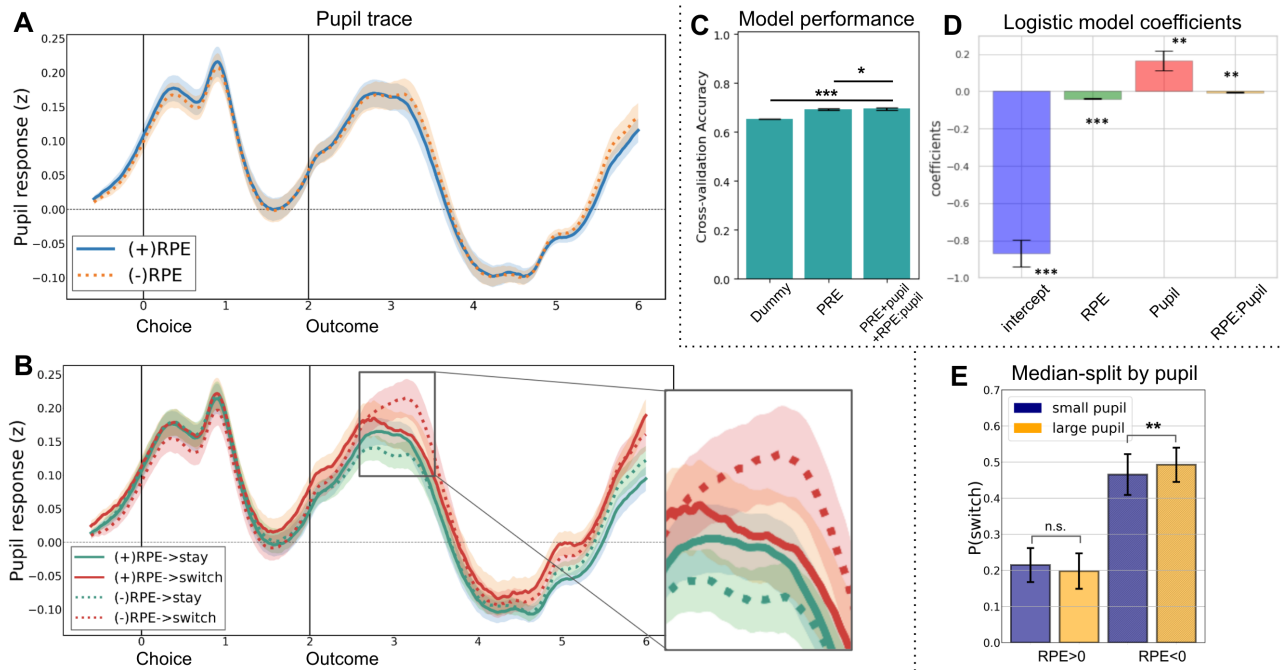 A
Pupil trace
Pupil response (z)
0.25
0.20
0.15
0.10
0.05
0.00
−0.05
−0.10
(+)RPE
(-)RPE
0
1
2
3
4
5
6
Choice
Outcome
B
Pupil response (z)
0.25
0.20
0.15
0.10
0.05
0.00
−0.05
−0.10
(+)RPE->stay
(+)RPE->switch
(-)RPE->stay
(-)RPE->switch
0
1
2
3
4
5
6
Choice
Outcome
C
Model performance
Cross-validation Accuracy
1.0
0.8
0.6
0.4
0.2
0.0
*
***
Dummy
PRE
PRE+pupil
+RPE:pupil
D
Logistic model coefficients
coefficients
0.2
0.0
−0.2
−0.4
−0.6
−0.8
−1.0
***
***
**
**
intercept
RPE
Pupil
RPE:Pupil
E
Median-split by pupil
P(switch)
0.7
0.6
0.5
0.4
0.3
0.2
0.1
0.0
small pupil
large pupil
n.s.
**
RPE>0
RPE<0